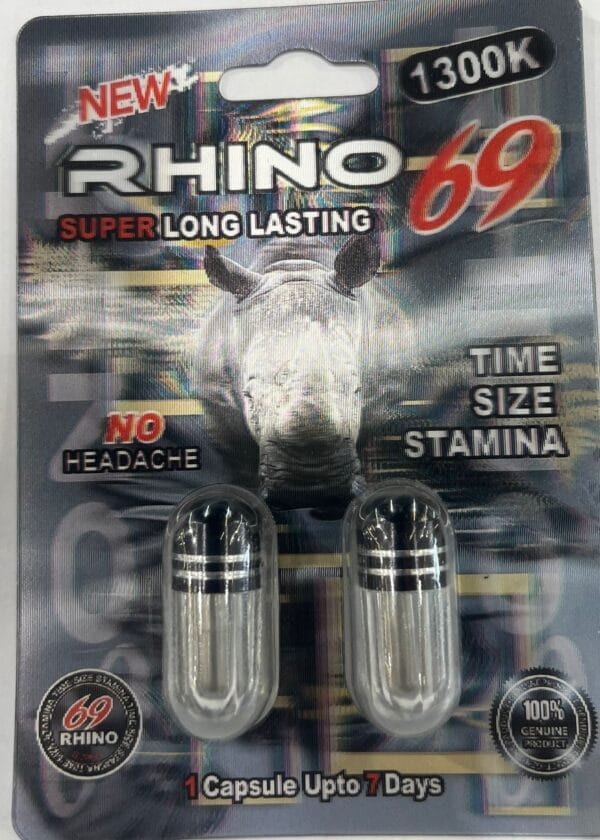 NEW
1300K
RHINO 69
SUPER LONG LASTING
TIME
SIZE
STAMINA
NO
HEADACHE
69
RHINO
100%
GENUINE
PRODUCT
1 Capsule Upto 7 Days